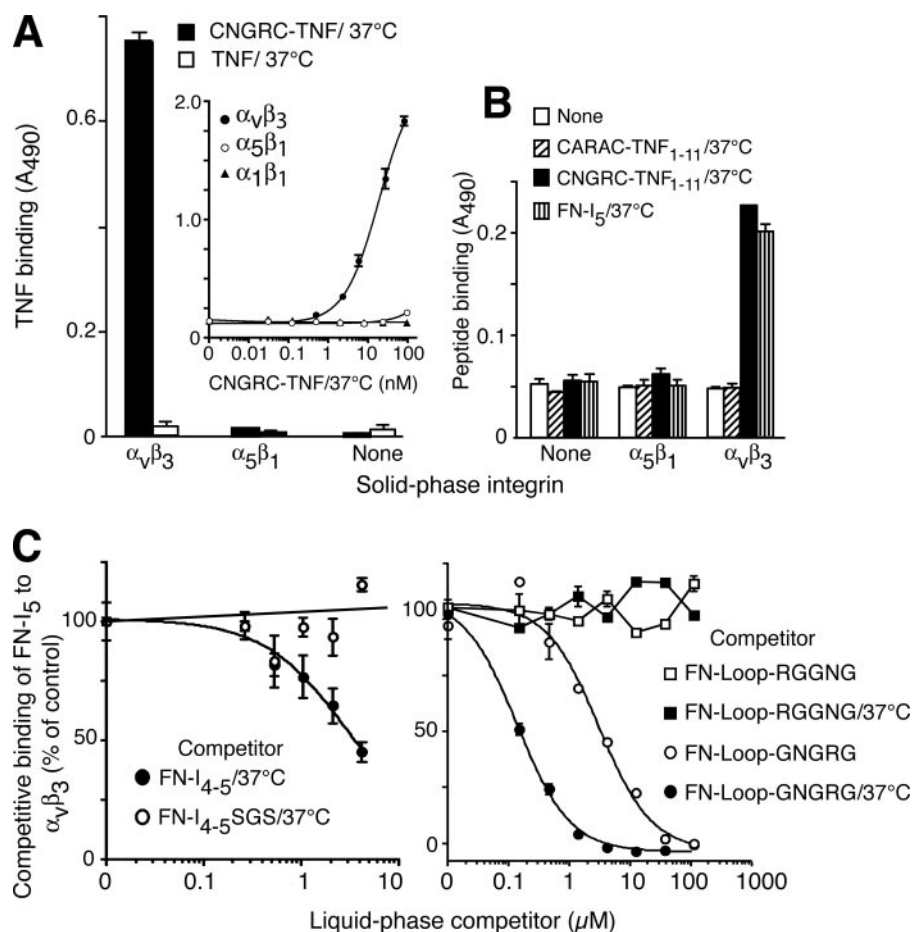 A
CNGRC-TNF/ 37°C
TNF/ 37°C
TNF binding (A490)
0.6
0.2
0
αvβ3
α5β1
None
αvβ3
α5β1
α1β1
2.0
1.0
0
0
0.01
0.1
1
10
100
CNGRC-TNF/37°C (nM)
B
None
CARAC-TNF1-11/37°C
CNGRC-TNF1-11/37°C
FN-I5/37°C
Peptide binding (A490)
0.2
0.1
0
None
α5β1
αvβ3
Solid-phase integrin
C
Competitive binding of FN-I5 to
αvβ3 (% of control)
100
50
0
0
0.1
1
10
Competitor
FN-I4-5/37°C
FN-I4-5SGS/37°C
100
50
0
0
0.1
1
10
100
1000
Competitor
FN-Loop-RGGNG
FN-Loop-RGGNG/37°C
FN-Loop-GNGRG
FN-Loop-GNGRG/37°C
Liquid-phase competitor (µM)